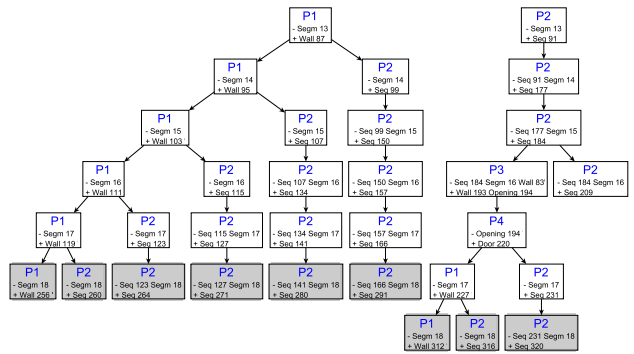 P1
- Segm 13
+ Wall 87
P2
- Segm 13
+ Seq 91
P1
- Segm 14
+ Wall 95
P2
- Segm 14
+ Seq 99
P2
- Seq 91 Segm 14
+ Seq 177
P1
- Segm 15
+ Wall 103 '
P2
- Segm 15
+ Seq 107
P2
- Seq 99 Segm 15
+ Seq 150
P2
- Seq 177 Segm 15
+ Seq 184
P1
- Segm 16
+ Wall 111
P2
- Segm 16
+ Seq 115
P2
- Seq 107 Segm 16
+ Seq 134
P2
- Seq 150 Segm 16
+ Seq 157
P3
- Seq 184 Segm 16 Wall 83'
+ Wall 193 Opening 194
P2
- Seq 184 Segm 16
+ Seq 209
P1
- Segm 17
+ Wall 119
P2
- Segm 17
+ Seq 123
P2
- Seq 115 Segm 17
+ Seq 127
P2
- Seq 134 Segm 17
+ Seq 141
P2
- Seq 157 Segm 17
+ Seq 166
P4
- Opening 194
+ Door 220
P1
- Segm 18
+ Wall 256 '
P2
- Segm 18
+ Seq 260
P2
- Seq 123 Segm 18
+ Seq 264
P2
- Seq 127 Segm 18
+ Seq 271
P2
- Seq 141 Segm 18
+ Seq 280
P2
- Seq 166 Segm 18
+ Seq 291
P1
- Segm 17
+ Wall 227
P2
- Segm 17
+ Seq 231
P1
- Segm 18
+ Wall 312 '
P2
- Segm 18
+ Seq 316
P2
- Seq 231 Segm 18
+ Seq 320